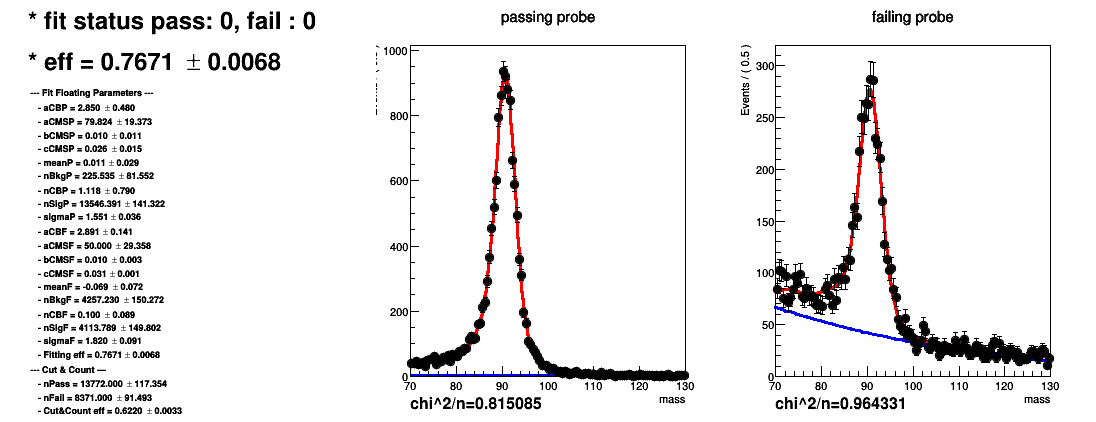 * fit status pass: 0, fail : 0
* eff = 0.7671 ± 0.0068
--- Fit Floating Parameters ---
- aCBP = 2.850 ± 0.480
- aCMSP = 79.824 ± 19.373
- bCMSP = 0.010 ± 0.011
- cCMSP = 0.026 ± 0.015
- meanP = 0.011 ± 0.029
- nBkgP = 225.535 ± 81.552
- nCBP = 1.118 ± 0.790
- nSigP = 13546.391 ± 141.322
- sigmaP = 1.551 ± 0.036
- aCBF = 2.891 ± 0.141
- aCMSF = 50.000 ± 29.358
- bCMSF = 0.010 ± 0.003
- cCMSF = 0.031 ± 0.001
- meanF = -0.069 ± 0.072
- nBkgF = 4257.230 ± 150.272
- nCBF = 0.100 ± 0.089
- nSigF = 4113.789 ± 149.802
- sigmaF = 1.820 ± 0.091
- Fitting eff = 0.7671 ± 0.0068
--- Cut & Count ---
- nPass = 13772.000 ± 117.354
- nFail = 8371.000 ± 91.493
- Cut&Count eff = 0.6220 ± 0.0033
passing probe
1000
800
600
400
200
0
70 80 90 100 110 120 130
mass
chi^2/n=0.815085
failing probe
Events / ( 0.5 )
300
250
200
150
100
50
0
70 80 90 100 110 120 130
mass
chi^2/n=0.964331